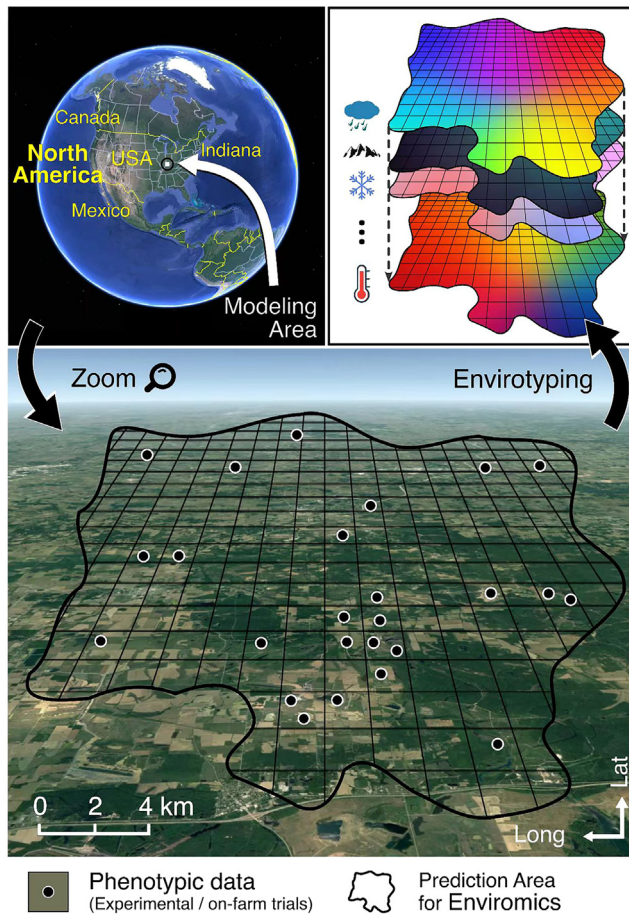 Canada
North
America
USA
Indiana
Mexico
Modeling
Area
Zoom
Envirotyping
0 2 4 km
Lat
Long
Phenotypic data
(Experimental / on-farm trials)
Prediction Area
for Enviromics